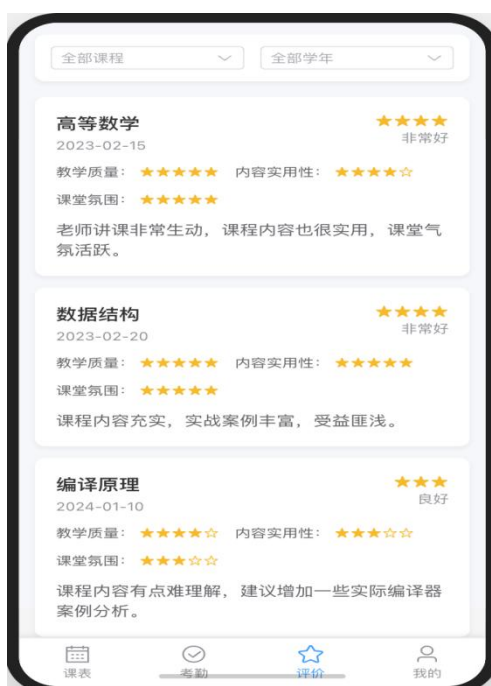 全部课程 全部学年
高等数学 ★★★★
2023-02-15 非常好
教学质量： ★★★★★ 内容实用性： ★★★★☆
课堂氛围： ★★★★★
老师讲课非常生动，课程内容也很实用，课堂气
氛活跃。
数据结构 ★★★★
2023-02-20 非常好
教学质量： ★★★★★ 内容实用性： ★★★★★
课堂氛围： ★★★★★
课程内容充实，实战案例丰富，受益匪浅。
编译原理 ★★★
2024-01-10 良好
教学质量： ★★★★☆ 内容实用性： ★★★☆☆
课堂氛围： ★★★☆☆
课程内容有点难理解，建议增加一些实际编译器
案例分析。
课表 考勤 评价 我的